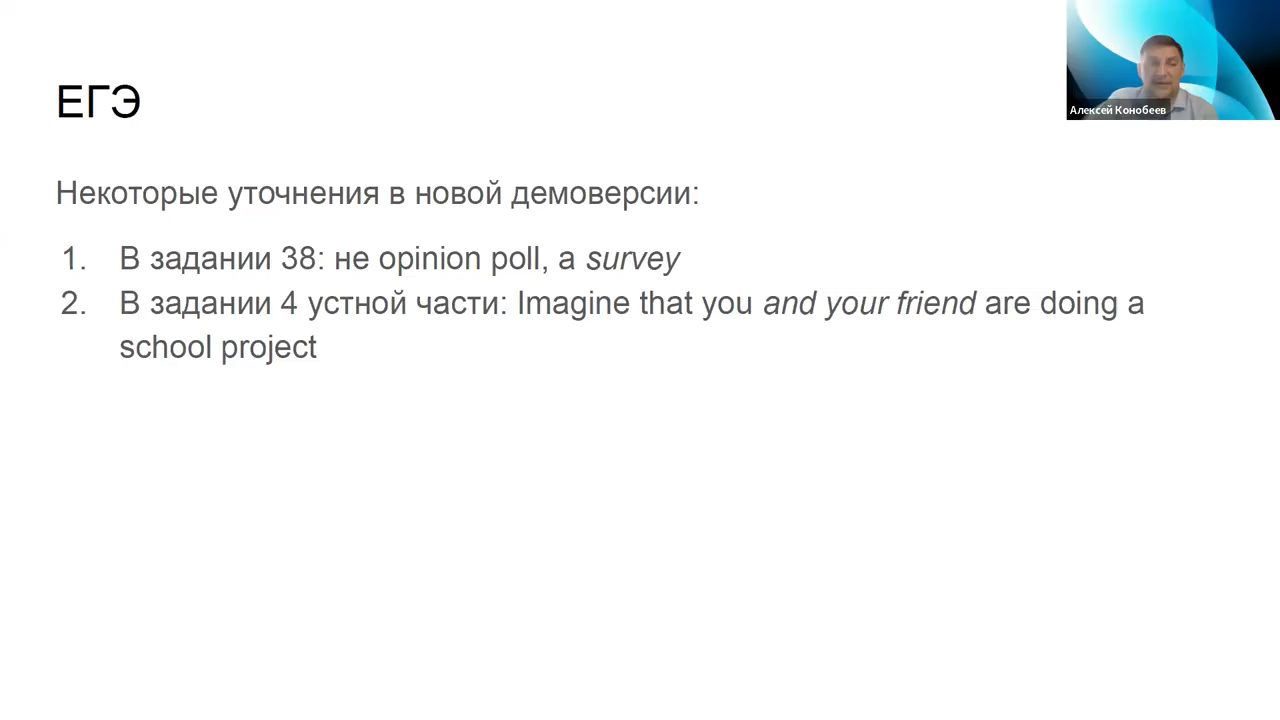 ЕГЭ
Алексей Конобеев
Некоторые уточнения в новой демоверсии:
1. В задании 38: не opinion poll, а survey
2. В задании 4 устной части: Imagine that you and your friend are doing a
school project